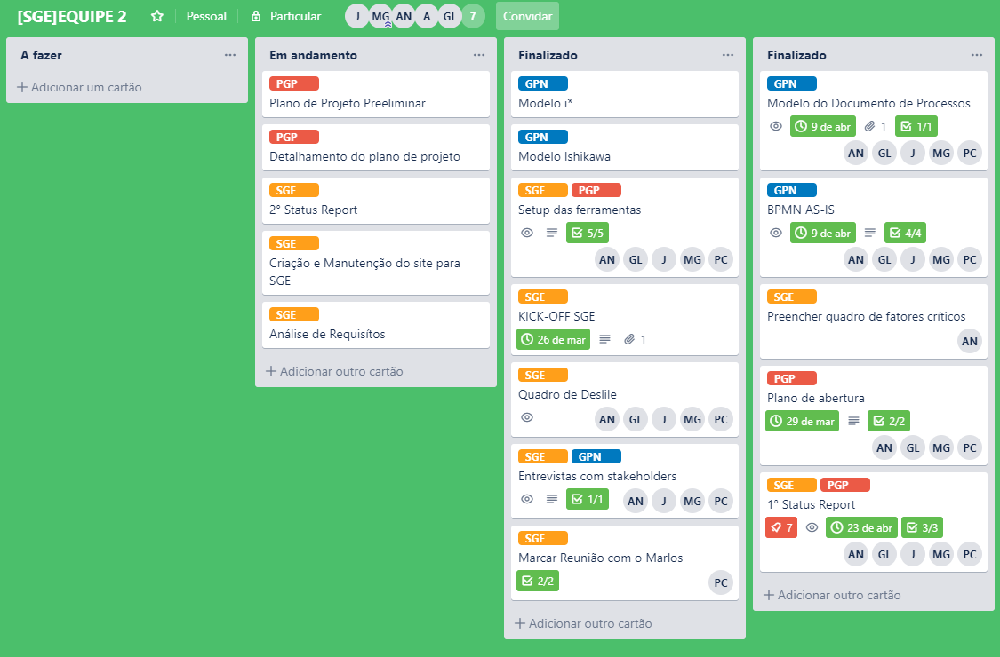 [SGE]EQUIPE 2 Pessoal Particular J MG AN A GL 7 Convidar
A fazer
Adicionar um cartão
Em andamento
PGP
Plano de Projeto Preeliminar
PGP
Detalhamento do plano de projeto
SGE
2° Status Report
SGE
Criação e Manutenção do site para
SGE
SGE
Análise de Requisítos
Adicionar outro cartão
Finalizado
GPN
Modelo i*
GPN
Modelo Ishikawa
SGE PGP
Setup das ferramentas
5/5
AN GL J MG PC
SGE
KICK-OFF SGE
26 de mar 1
SGE
Quadro de Deslile
AN GL J MG PC
SGE GPN
Entrevistas com stakeholders
1/1 AN J MG PC
SGE
Marcar Reunião com o Marlos
2/2 PC
Adicionar outro cartão
Finalizado
GPN
Modelo do Documento de Processos
9 de abr 1 1/1
AN GL J MG PC
GPN
BPMN AS-IS
9 de abr 4/4
AN GL J MG PC
SGE
Preencher quadro de fatores críticos
AN
PGP
Plano de abertura
29 de mar 2/2
AN GL MG PC
SGE PGP
1° Status Report
7 23 de abr 3/3
AN GL J MG PC
Adicionar outro cartão